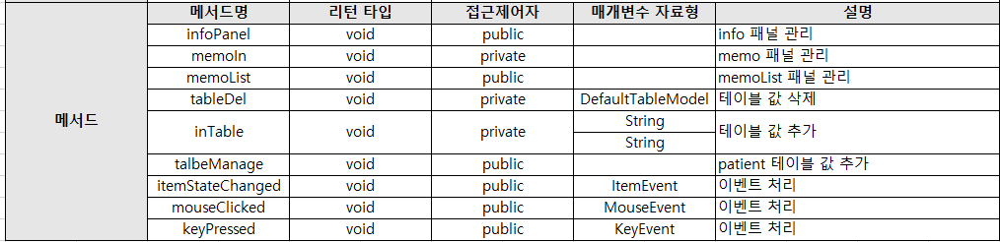 메서드명 리턴 타입 접근제어자 매개변수 자료형 설명
메서드
infoPanel void public info 패널 관리
memoIn void private memo 패널 관리
memoList void public memoList 패널 관리
tableDel void private DefaultTableModel 테이블 값 삭제
inTable void private String String 테이블 값 추가
talbeManage void public patient 테이블 값 추가
itemStateChanged void public ItemEvent 이벤트 처리
mouseClicked void public MouseEvent 이벤트 처리
keyPressed void public KeyEvent 이벤트 처리